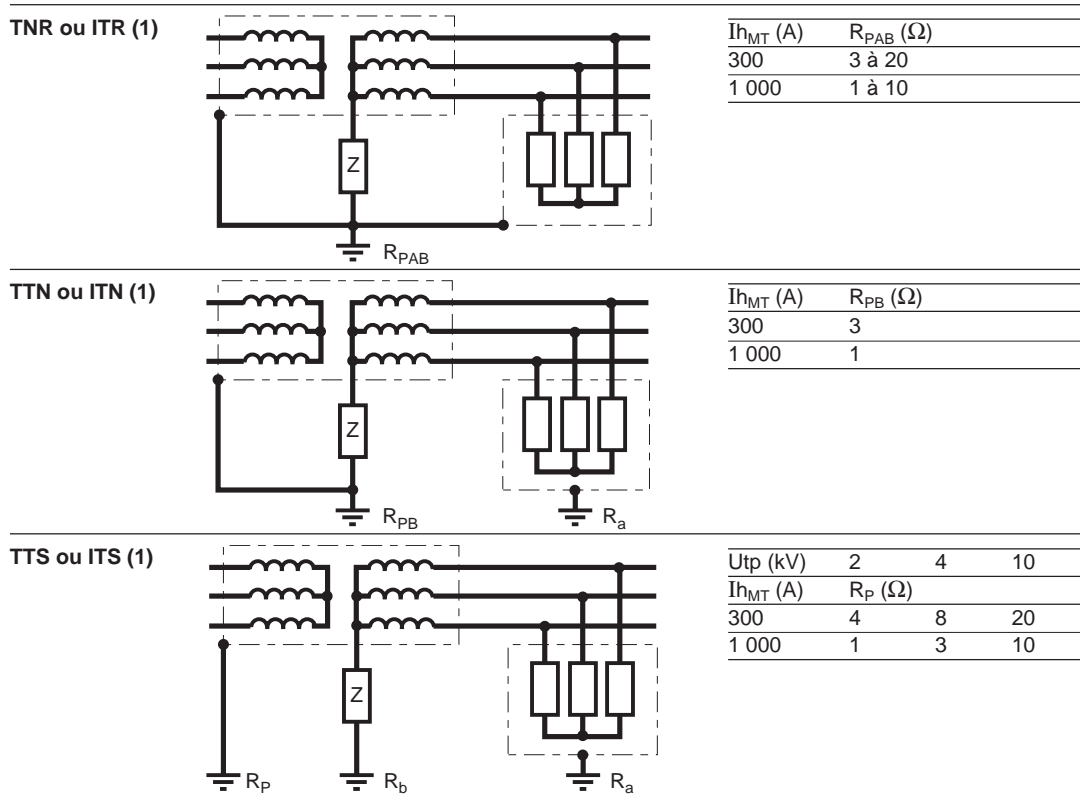 TNR ou ITR (1)
Z
R_PAB
Ih_MT (A) R_PAB (Ω)
300 3 à 20
1 000 1 à 10
TTN ou ITN (1)
Z
R_PB
R_a
Ih_MT (A) R_PB (Ω)
300 3
1 000 1
TTS ou ITS (1)
Z
R_P
R_b
R_a
Utp (kV) 2 4 10
Ih_MT (A) R_P (Ω)
300 4 8 20
1 000 1 3 10